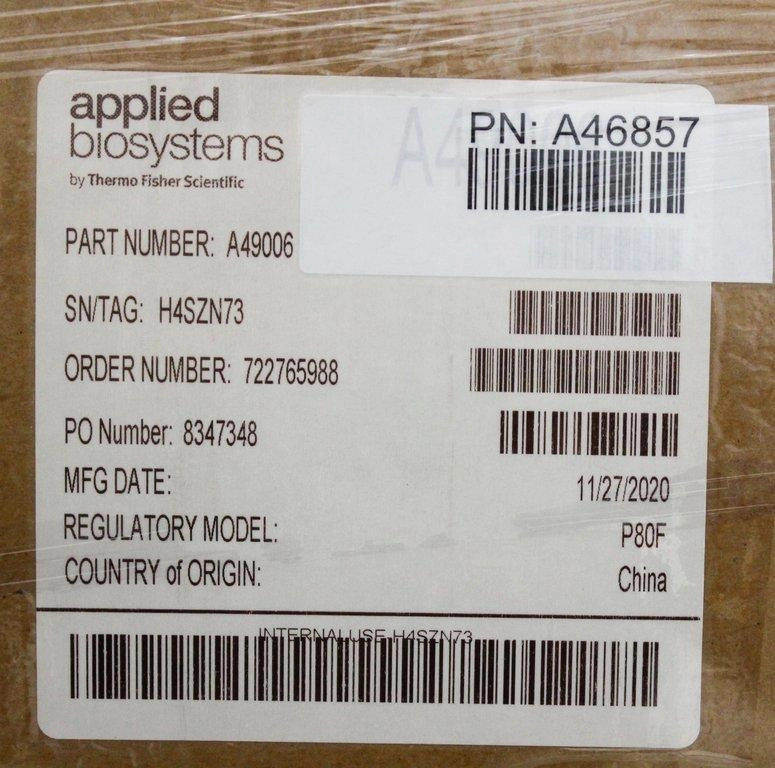 applied
biosystems
by Thermo Fisher Scientific
PN: A46857
PART NUMBER: A49006
SN/TAG: H4SZN73
ORDER NUMBER: 722765988
PO Number: 8347348
MFG DATE: 11/27/2020
REGULATORY MODEL: P80F
COUNTRY of ORIGIN: China
INTERNAL USE H4SZN73